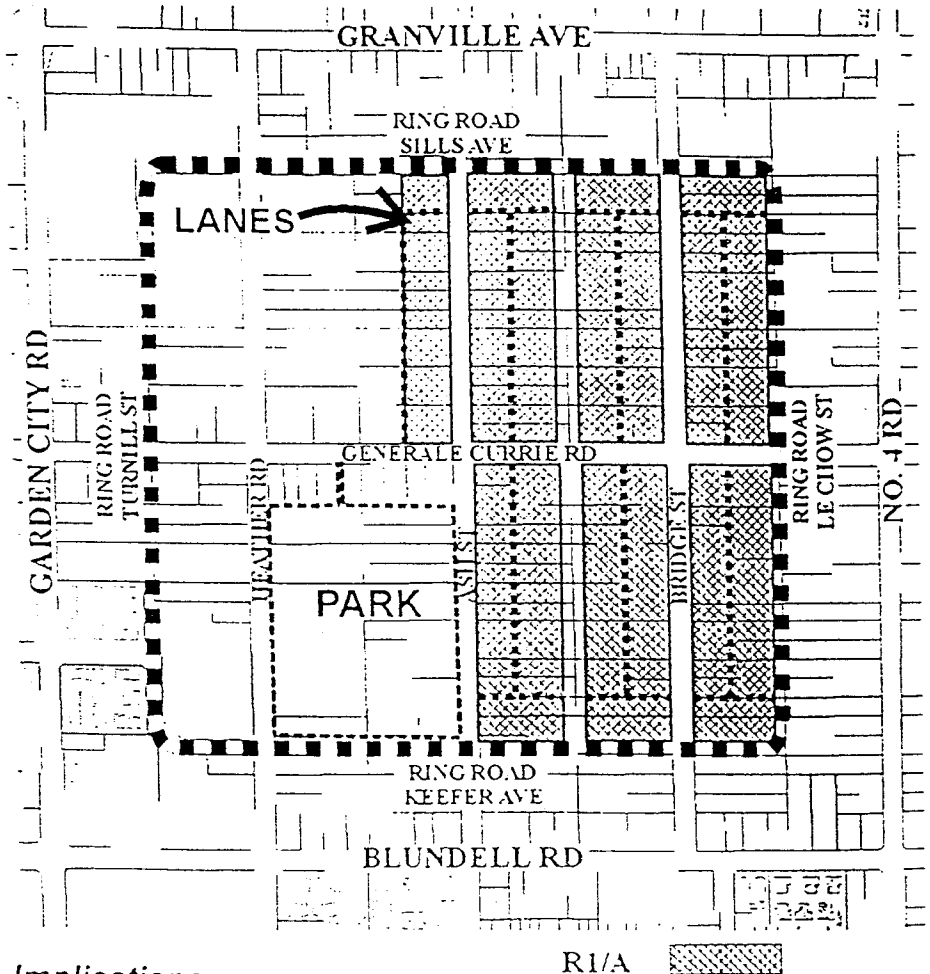 GRANVILLE AVE
RING ROAD
SILLS AVE
LANES
GARDEN CITY RD
RING ROAD
TURNILL ST
RING ROAD
LE CHOW ST
NO. 4 RD
GENERALE CURRIE RD
ASH ST
BRIDGE ST
PARK
RING ROAD
KEEFER AVE
BLUNDELL RD
R1/A
Implications